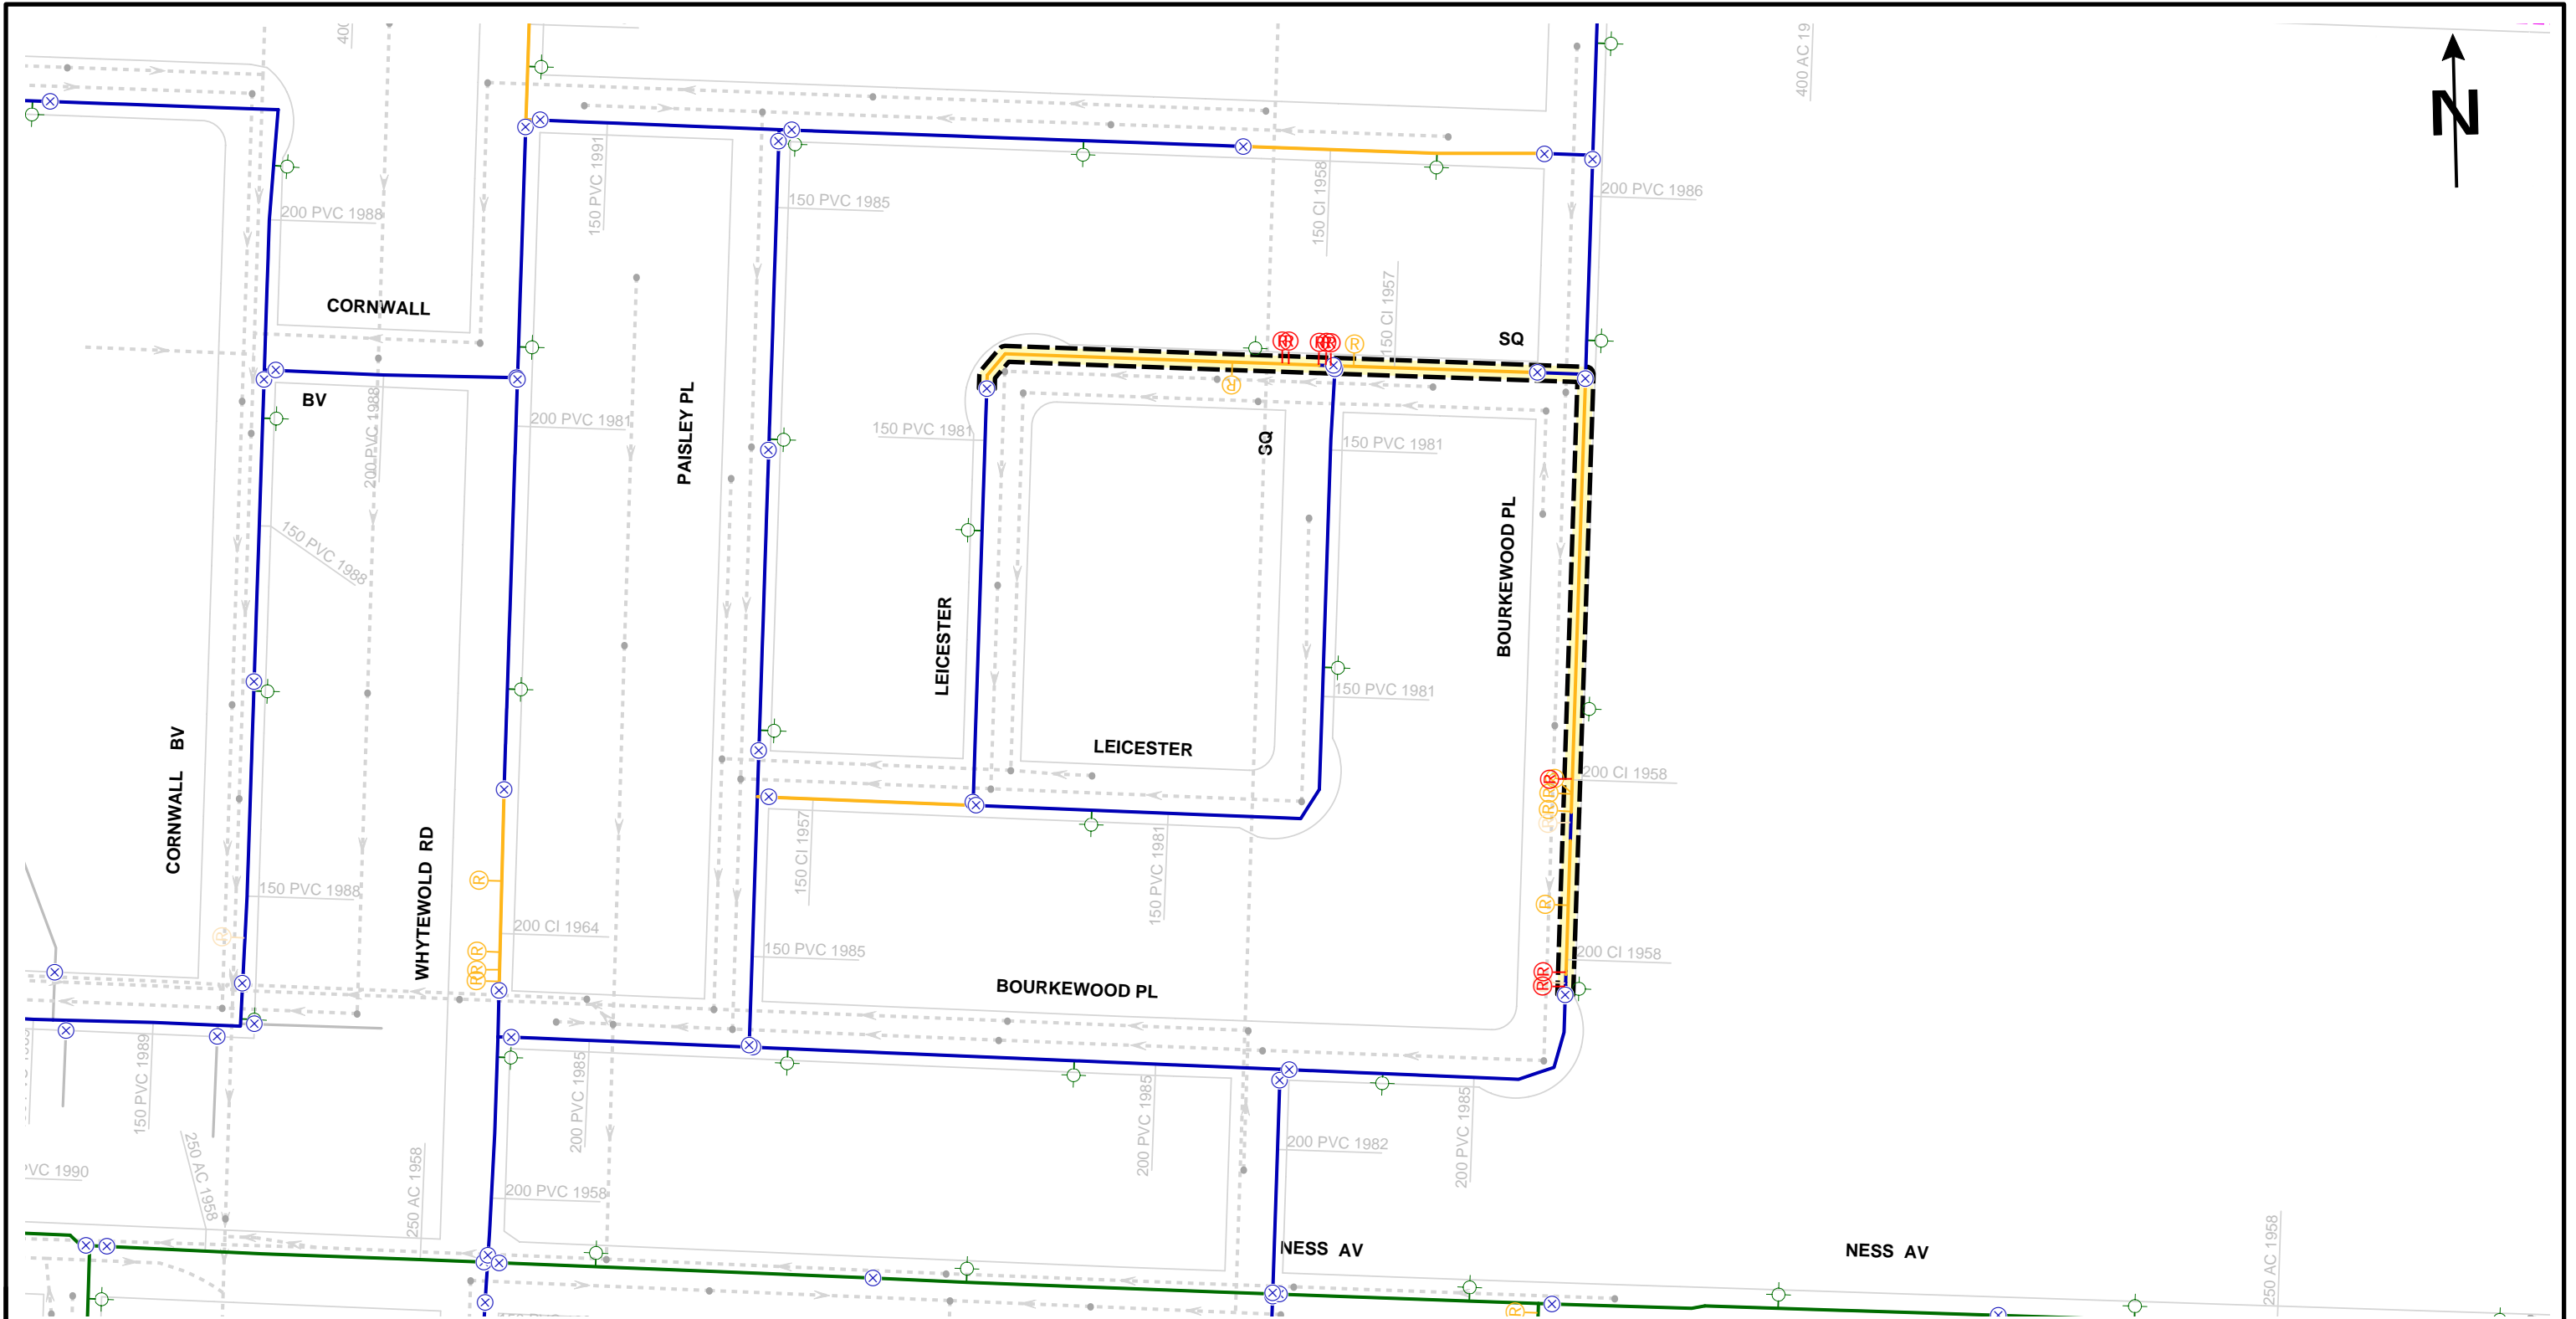 400 AC 19
N
150 PVC 1991
150 CI 1958
200 PVC 1986
150 PVC 1985
200 PVC 1988
CORNWALL
150 CI 1957
SQ
R
R
R
R
R
R
R
BV
200 PVC 1988
200 PVC 1981
PAISLEY PL
150 PVC 1981
SQ
150 PVC 1981
150 PVC 1988
BOURKEWOOD PL
LEICESTER
150 PVC 1981
LEICESTER
CORNWALL BV
200 CI 1958
R
R
R
R
WHYTEWOLD RD
150 CI 1957
150 PVC 1981
R
150 PVC 1988
R
200 CI 1964
R
R
R
R
150 PVC 1985
200 CI 1958
R
R
BOURKEWOOD PL
150 PVC 1989
200 PVC 1985
200 PVC 1985
200 PVC 1985
200 PVC 1982
VC 1990
250 AC 1958
250 AC 1958
200 PVC 1958
NESS AV
NESS AV
250 AC 1958
R